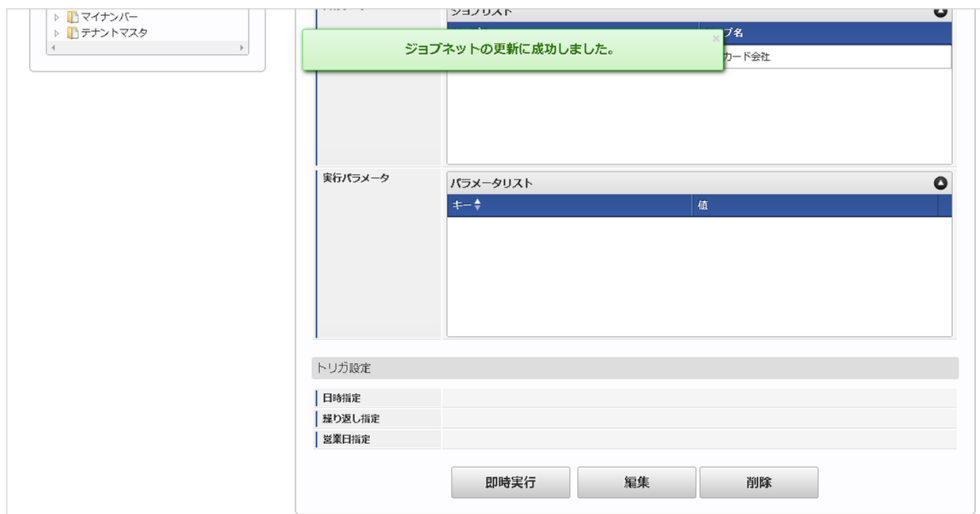 マイナンバー
テナントマスタ
ジョブリスト
ジョブネットの更新に成功しました。
×
ブ名
カード会社
実行パラメータ
パラメータリスト
キー
値
トリガ設定
日時指定
繰り返し指定
営業日指定
即時実行
編集
削除